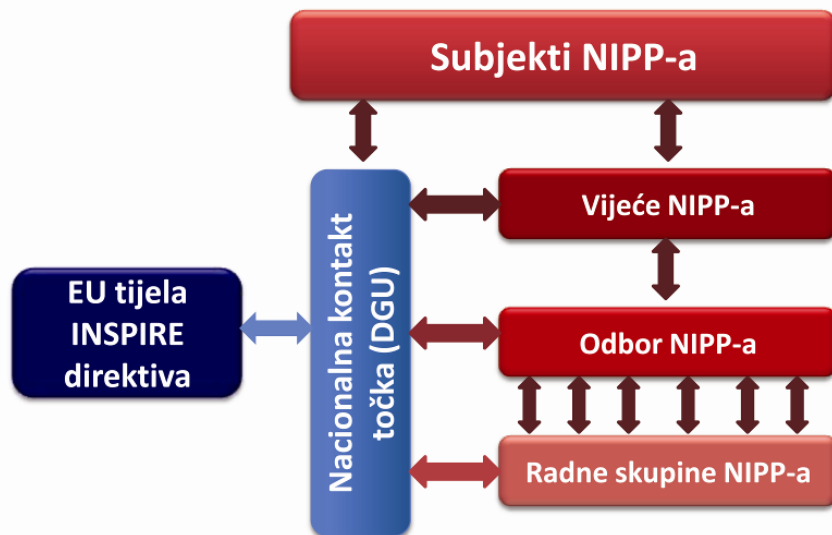 Subjekti NIPP-a
Vijeće NIPP-a
Nacionalna kontakt
točka (DGU)
EU tijela
INSPIRE
direktiva
Odbor NIPP-a
Radne skupine NIPP-a